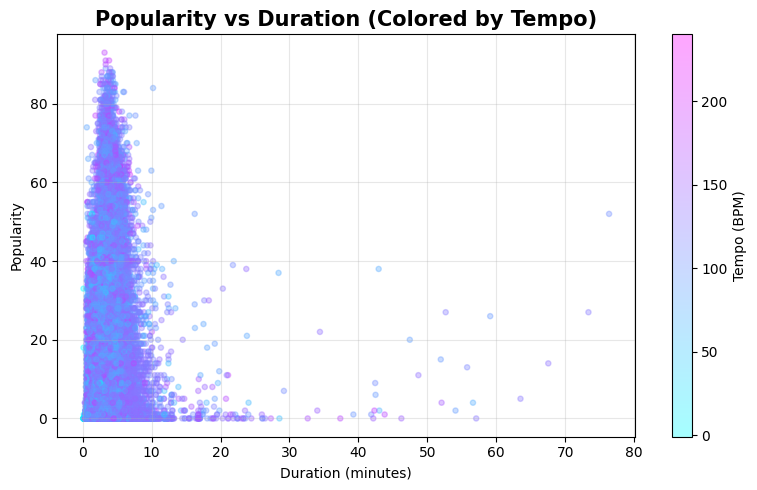 Popularity vs Duration (Colored by Tempo)
Popularity
80
60
40
20
0
0 10 20 30 40 50 60 70 80
Duration (minutes)
200
150
100
50
0
Tempo (BPM)